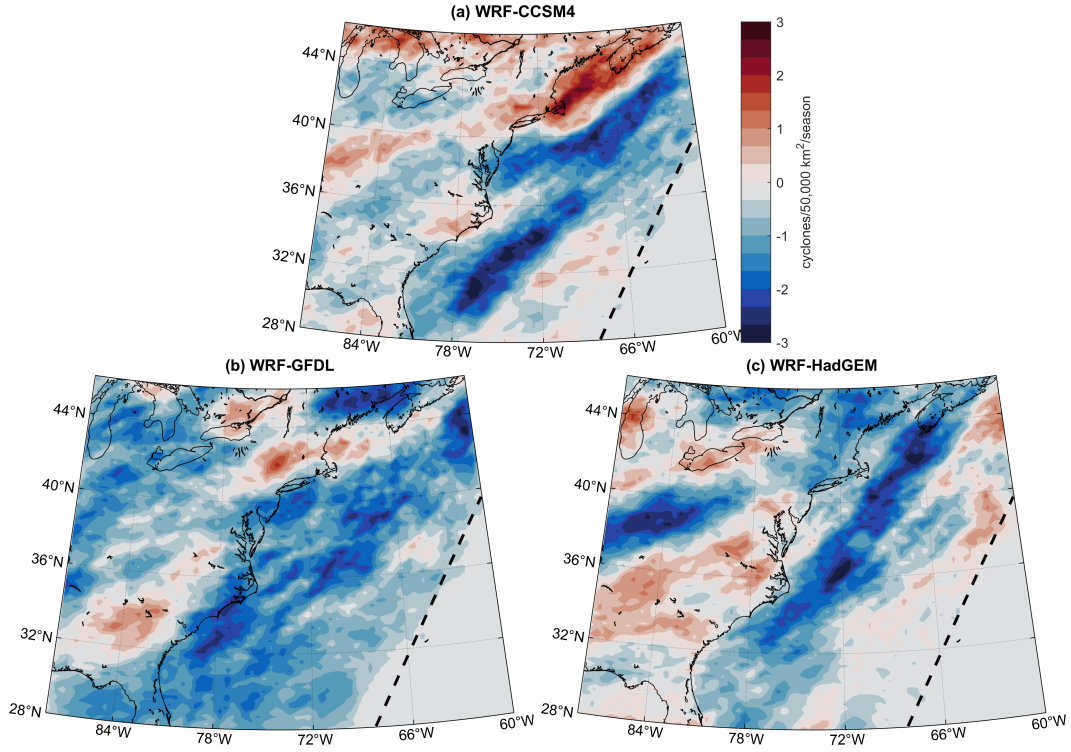 (a) WRF-CCSM4
44°N
40°N
36°N
32°N
28°N
84°W
78°W
72°W
66°W
60°W
3
2
1
0
-1
-2
-3
cyclones/50,000 km²/season
(b) WRF-GFDL
44°N
40°N
36°N
32°N
28°N
84°W
78°W
72°W
66°W
60°W
(c) WRF-HadGEM
44°N
40°N
36°N
32°N
28°N
84°W
78°W
72°W
66°W
60°W